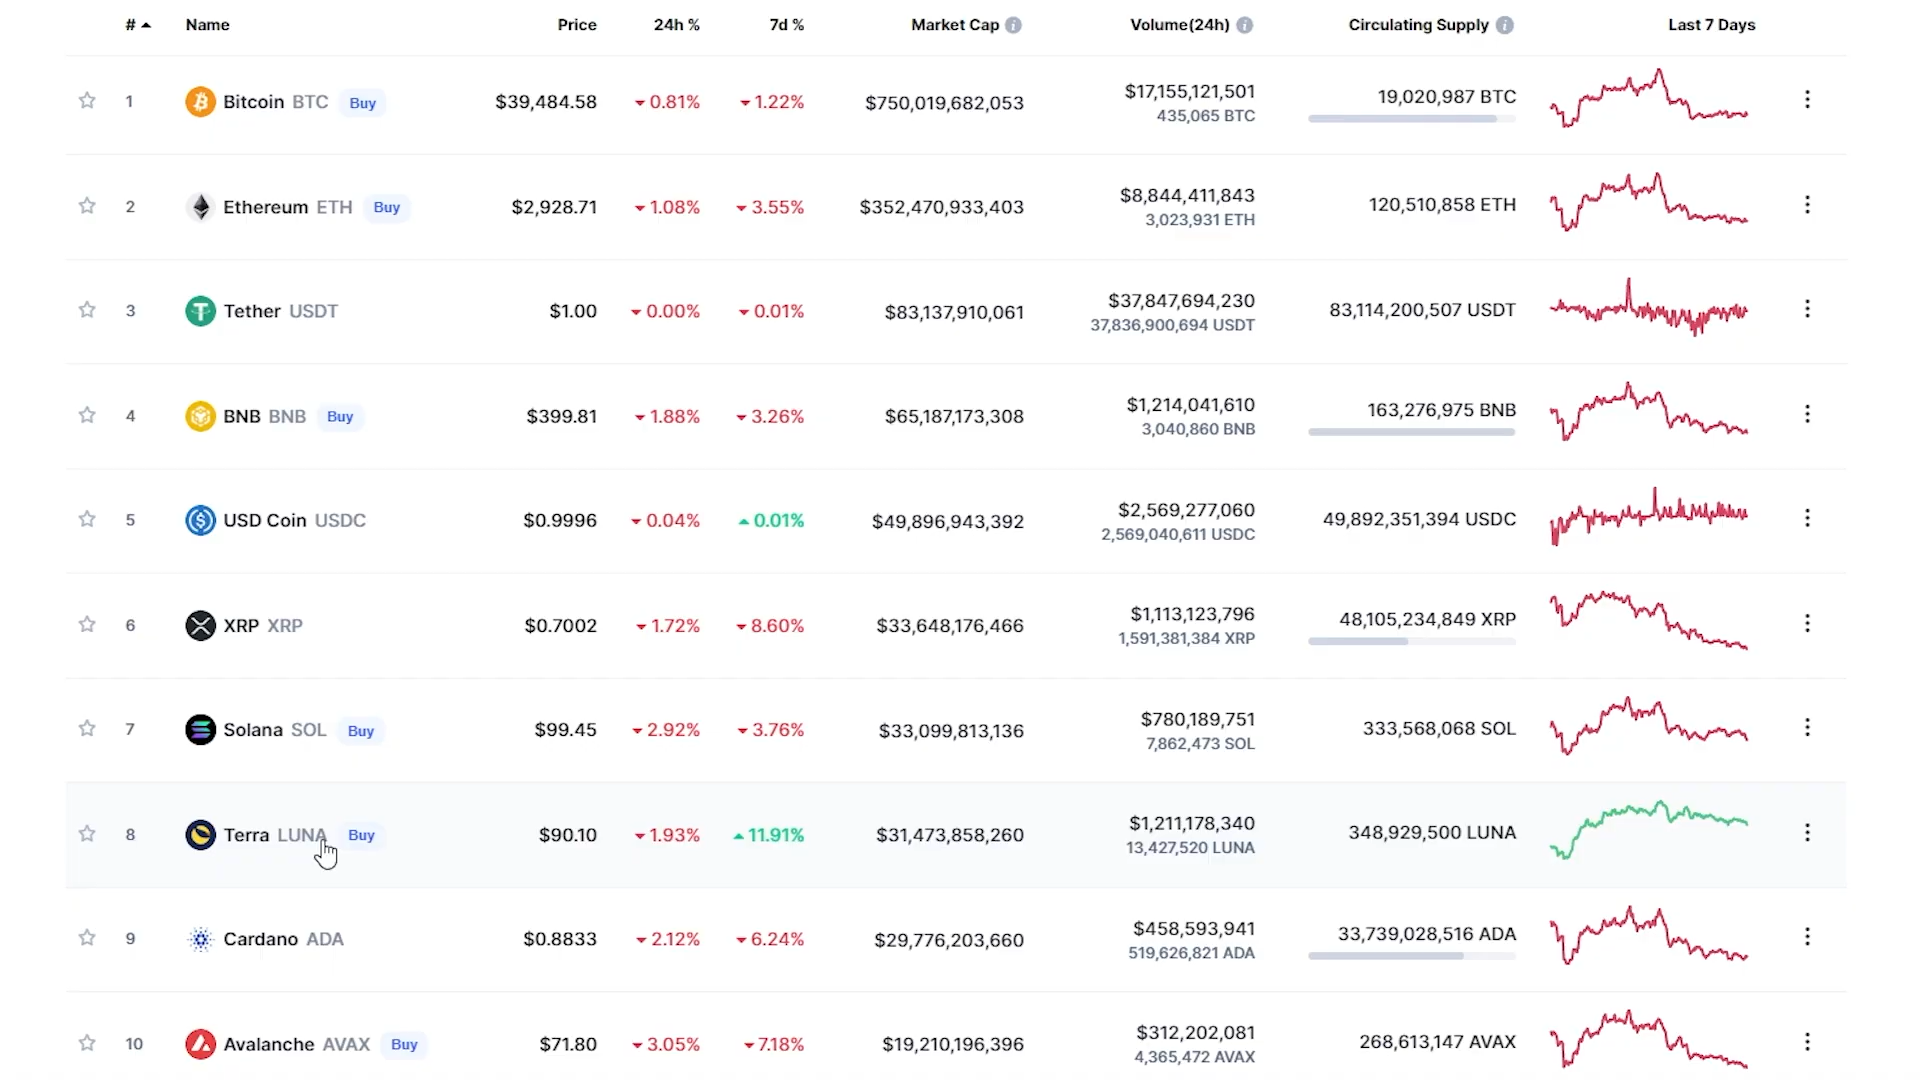 # Name Price 24h % 7d % Market Cap Volume(24h) Circulating Supply Last 7 Days
1 Bitcoin BTC Buy $39,484.58 0.81% 1.22% $750,019,682,053 $17,155,121,501 19,020,987 BTC
435,065 BTC
2 Ethereum ETH Buy $2,928.71 1.08% 3.55% $352,470,933,403 $8,844,411,843 120,510,858 ETH
3,023,931 ETH
3 Tether USDT $1.00 0.00% 0.01% $83,137,910,061 $37,847,694,230 83,114,200,507 USDT
37,836,900,694 USDT
4 BNB BNB Buy $399.81 1.88% 3.26% $65,187,173,308 $1,214,041,610 163,276,975 BNB
3,040,860 BNB
5 USD Coin USDC $0.9996 0.04% 0.01% $49,896,943,392 $2,569,277,060 49,892,351,394 USDC
2,569,040,611 USDC
6 XRP XRP $0.7002 1.72% 8.60% $33,648,176,466 $1,113,123,796 48,105,234,849 XRP
1,591,381,384 XRP
7 Solana SOL Buy $99.45 2.92% 3.76% $33,099,813,136 $780,189,751 333,568,068 SOL
7,862,473 SOL
8 Terra LUNA Buy $90.10 1.93% 11.91% $31,473,858,260 $1,211,178,340 348,929,500 LUNA
13,427,520 LUNA
9 Cardano ADA $0.8833 2.12% 6.24% $29,776,203,660 $458,593,941 33,739,028,516 ADA
519,626,821 ADA
10 Avalanche AVAX Buy $71.80 3.05% 7.18% $19,210,196,396 $312,202,081 268,613,147 AVAX
4,365,472 AVAX